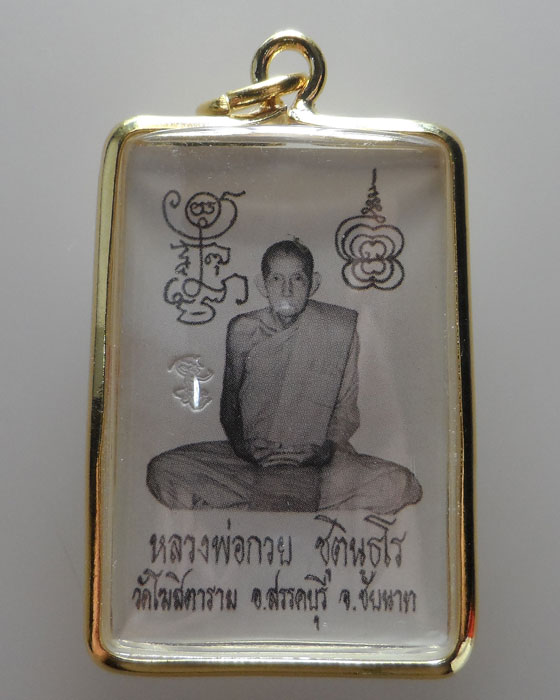 หลวงพ่อกวย ชุตินฺธโร
วัดโฆสิตาราม อ.สรรคบุรี จ.ชัยนาท